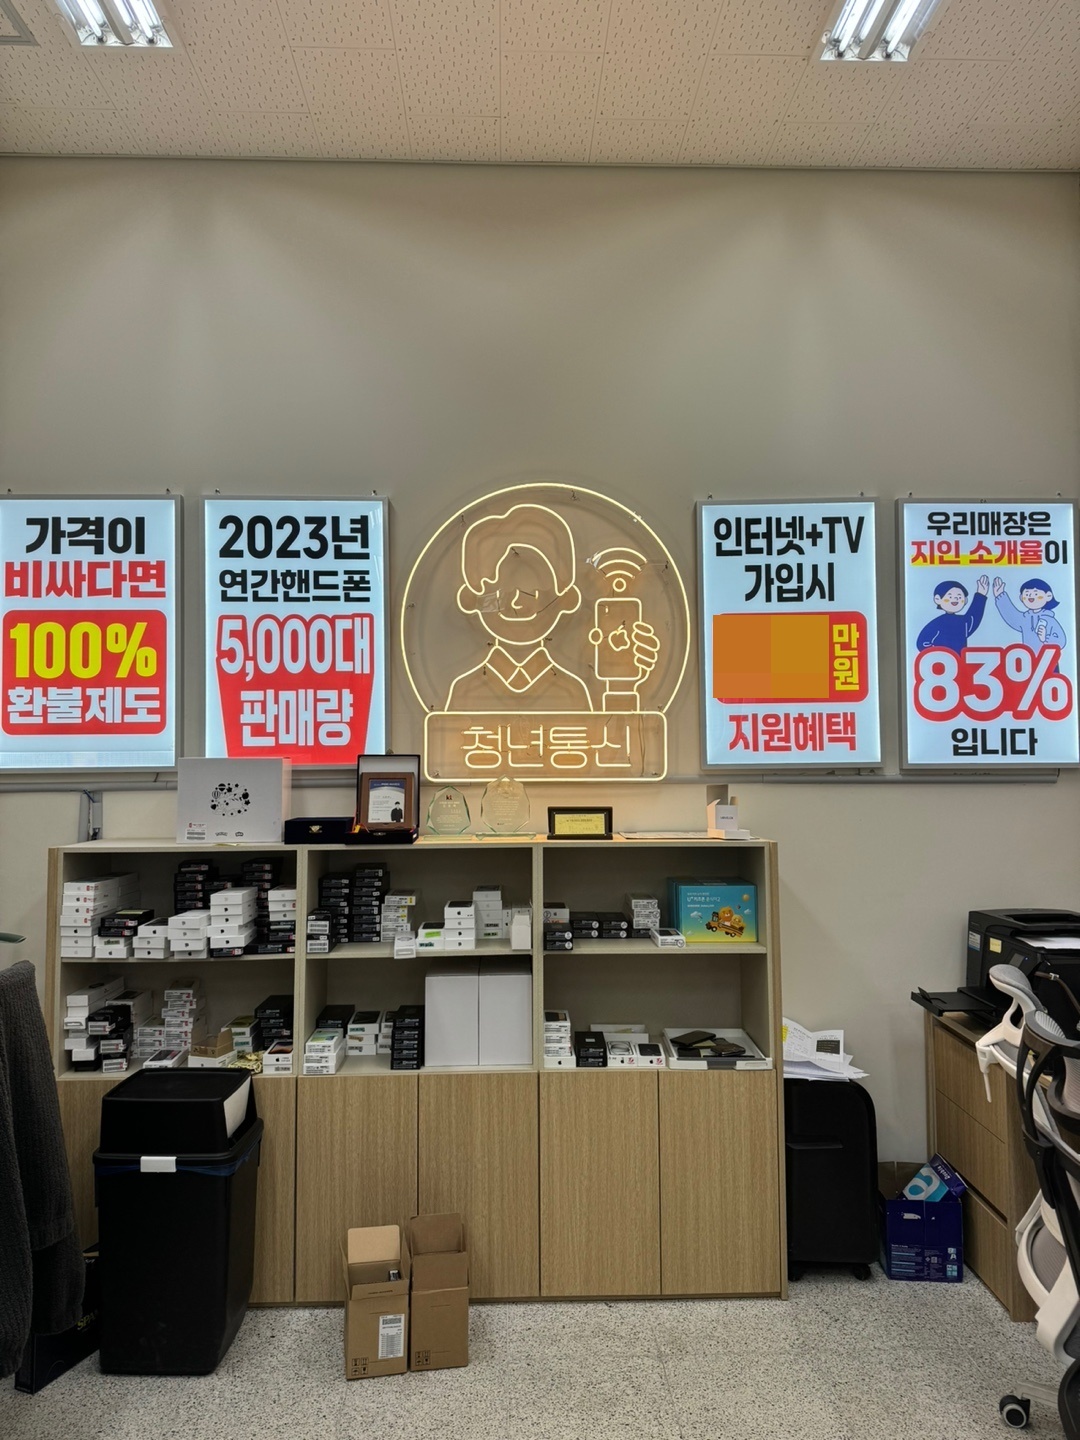 가격이
비싸다면
100%
환불제도
2023년
연간핸드폰
5,000대
판매량
청년통신
인터넷+TV
가입시
만원
지원혜택
우리매장은
지인 소개율이
83%
입니다